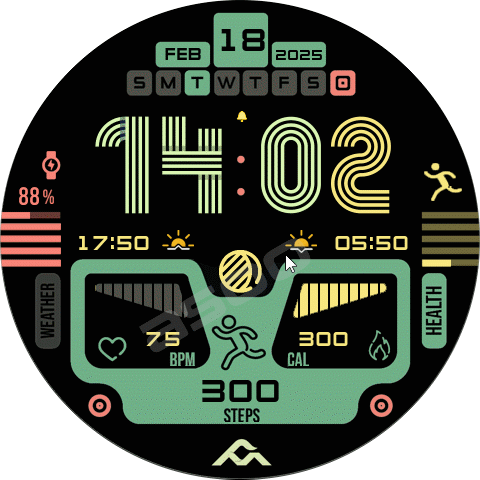 FEB 18 2025
S M T W T F S
14:02
88%
17:50 05:50
WEATHER
HEALTH
75 300
BPM CAL
300
STEPS